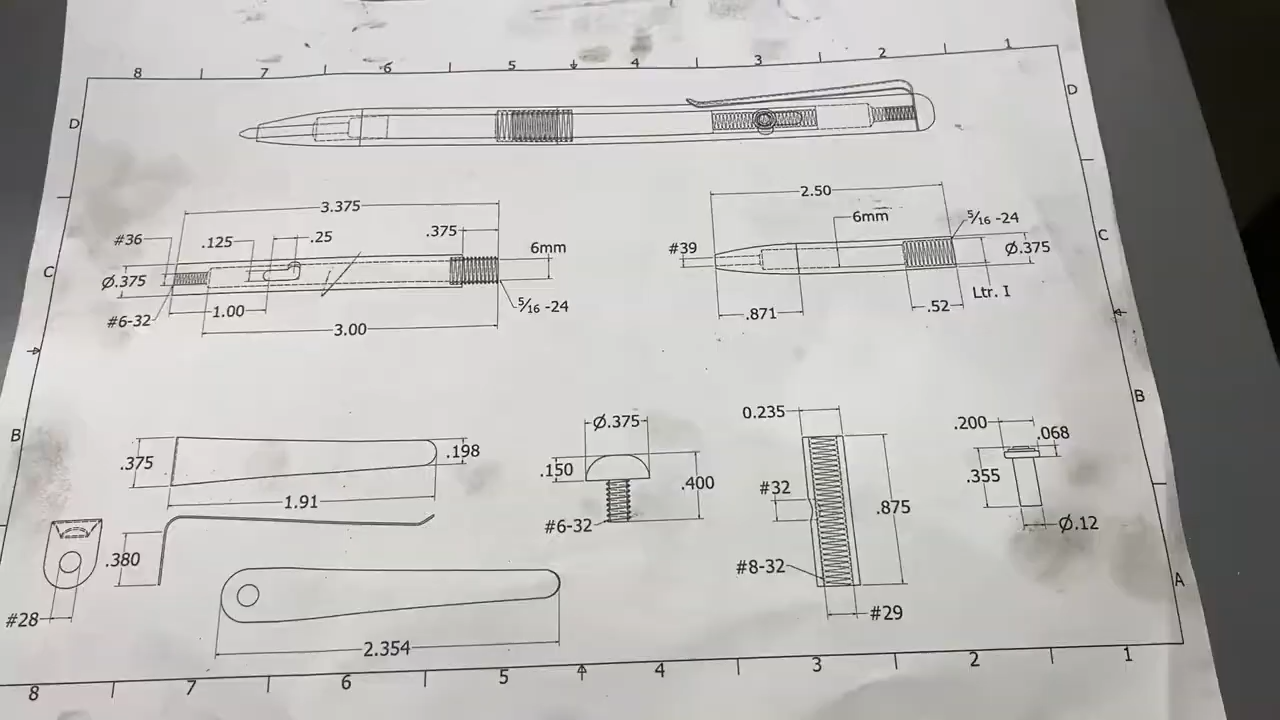 8 7 6 5 4 3 2 1
D D
3.375
2.50
#36 .125 .25 .375 6mm
6mm 5/16 -24
#39 Ø.375
C C
Ø.375
#6-32 1.00 5/16 -24
3.00
.871 .52 Ltr. I
B B
.375 .198
1.91
.380
#28
2.354
Ø.375
.150 .400
#6-32
0.235
#32 .875
#8-32
#29
.200 .068
.355
Ø.12
A
8 7 6 5 4 3 2 1